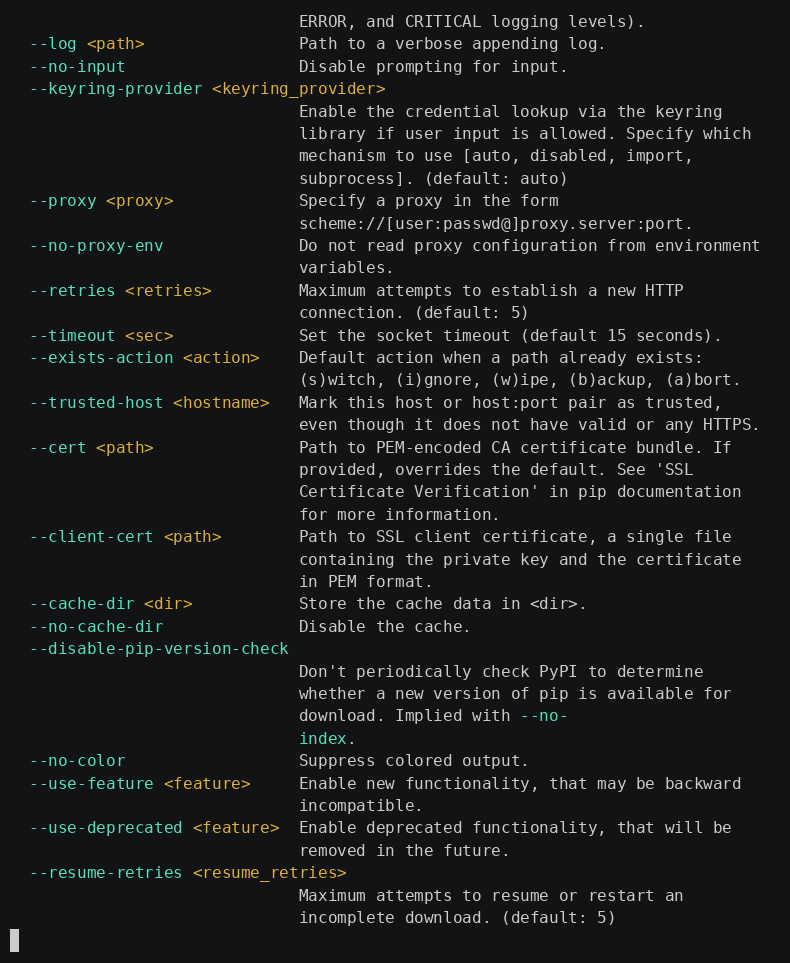 ERROR, and CRITICAL logging levels).
--log <path> Path to a verbose appending log.
--no-input Disable prompting for input.
--keyring-provider <keyring_provider>
Enable the credential lookup via the keyring
library if user input is allowed. Specify which
mechanism to use [auto, disabled, import,
subprocess]. (default: auto)
--proxy <proxy> Specify a proxy in the form
scheme://[user:passwd@]proxy.server:port.
--no-proxy-env Do not read proxy configuration from environment
variables.
--retries <retries> Maximum attempts to establish a new HTTP
connection. (default: 5)
--timeout <sec> Set the socket timeout (default 15 seconds).
--exists-action <action> Default action when a path already exists:
(s)witch, (i)gnore, (w)ipe, (b)ackup, (a)bort.
--trusted-host <hostname> Mark this host or host:port pair as trusted,
even though it does not have valid or any HTTPS.
--cert <path> Path to PEM-encoded CA certificate bundle. If
provided, overrides the default. See 'SSL
Certificate Verification' in pip documentation
for more information.
--client-cert <path> Path to SSL client certificate, a single file
containing the private key and the certificate
in PEM format.
--cache-dir <dir> Store the cache data in <dir>.
--no-cache-dir Disable the cache.
--disable-pip-version-check
Don't periodically check PyPI to determine
whether a new version of pip is available for
download. Implied with --no-
index.
--no-color Suppress colored output.
--use-feature <feature> Enable new functionality, that may be backward
incompatible.
--use-deprecated <feature> Enable deprecated functionality, that will be
removed in the future.
--resume-retries <resume_retries>
Maximum attempts to resume or restart an
incomplete download. (default: 5)